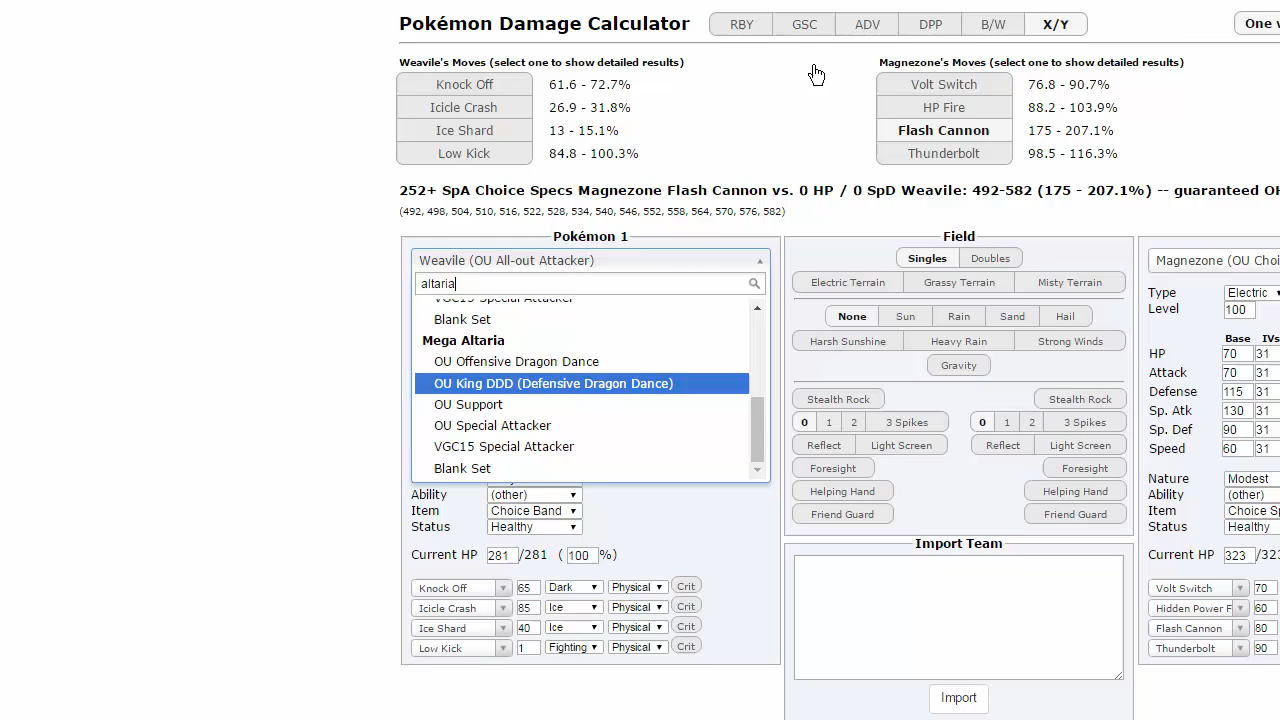 Pokémon Damage Calculator RBY GSC ADV DPP B/W X/Y
Weavile's Moves (select one to show detailed results)
Knock Off 61.6 - 72.7%
Icicle Crash 26.9 - 31.8%
Ice Shard 13 - 15.1%
Low Kick 84.8 - 100.3%
Magnezone's Moves (select one to show detailed results)
Volt Switch 76.8 - 90.7%
HP Fire 88.2 - 103.9%
Flash Cannon 175 - 207.1%
Thunderbolt 98.5 - 116.3%
252+ SpA Choice Specs Magnezone Flash Cannon vs. 0 HP / 0 SpD Weavile: 492-582 (175 - 207.1%) -- guaranteed
(492, 498, 504, 510, 516, 522, 528, 534, 540, 546, 552, 558, 564, 570, 576, 582)
Pokémon 1
Weavile (OU All-out Attacker)
altaria
VGC15 Special Attacker
Blank Set
Mega Altaria
OU Offensive Dragon Dance
OU King DDD (Defensive Dragon Dance)
OU Support
OU Special Attacker
VGC15 Special Attacker
Blank Set
Ability (other)
Item Choice Band
Status Healthy
Current HP 281 /281 ( 100 %)
Knock Off 65 Dark Physical Crit
Icicle Crash 85 Ice Physical Crit
Ice Shard 40 Ice Physical Crit
Low Kick 1 Fighting Physical Crit
Field
Singles Doubles
Electric Terrain Grassy Terrain Misty Terrain
None Sun Rain Sand Hail
Harsh Sunshine Heavy Rain Strong Winds
Gravity
Stealth Rock Stealth Rock
0 1 2 3 Spikes 0 1 2 3 Spikes
Reflect Light Screen Reflect Light Screen
Foresight Foresight
Helping Hand Helping Hand
Friend Guard Friend Guard
Import Team
Import
Magnezone (OU
Type Electric
Level 100
Base IVs
HP 70 31
Attack 70 31
Defense 115 31
Sp. Atk 130 31
Sp. Def 90 31
Speed 60 31
Nature Modest
Ability (other)
Item Choice
Status Healthy
Current HP 323
Volt Switch 70
Hidden Power F 60
Flash Cannon 80
Thunderbolt 90
One